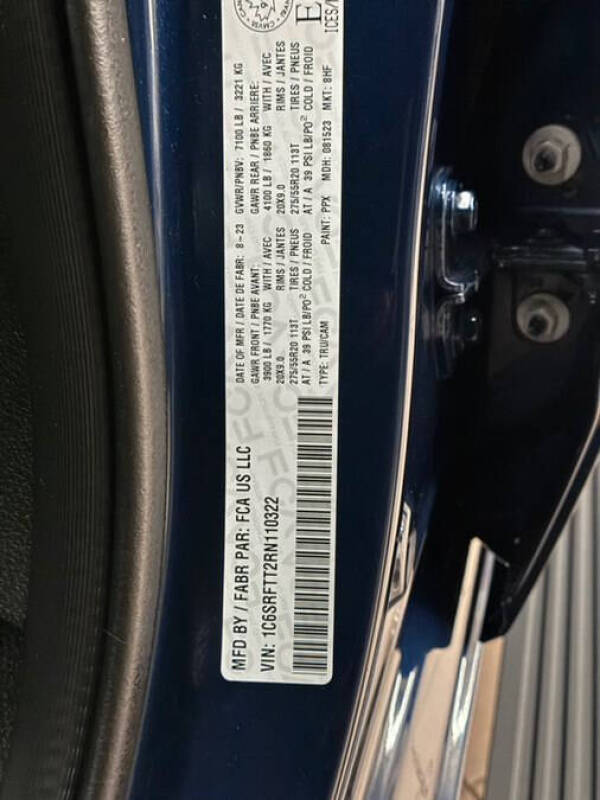 MFD BY / FABR PAR: FCA US LLC
DATE OF MFR / DATE DE FABR: 8-23 GVWR/PNBV: 7100 LB / 3221 KG
GAWR FRONT / PNBE AVANT: GAWR REAR / PNBE ARRIERE:
3900 LB / 1770 KG WITH / AVEC 4100 LB / 1860 KG WITH / AVEC
20X9.0 RIMS / JANTES 20X9.0 RIMS / JANTES
275/55R20 113T TIRES / PNEUS 275/55R20 113T TIRES / PNEUS
AT / A 39 PSI LB/PO² COLD / FROID AT / A 39 PSI LB/PO² COLD / FROID
VIN: 1C6SRFTT2RN110322
TYPE: TRU/CAM PAINT: PPX MDH: 081523 MKT: 8HF